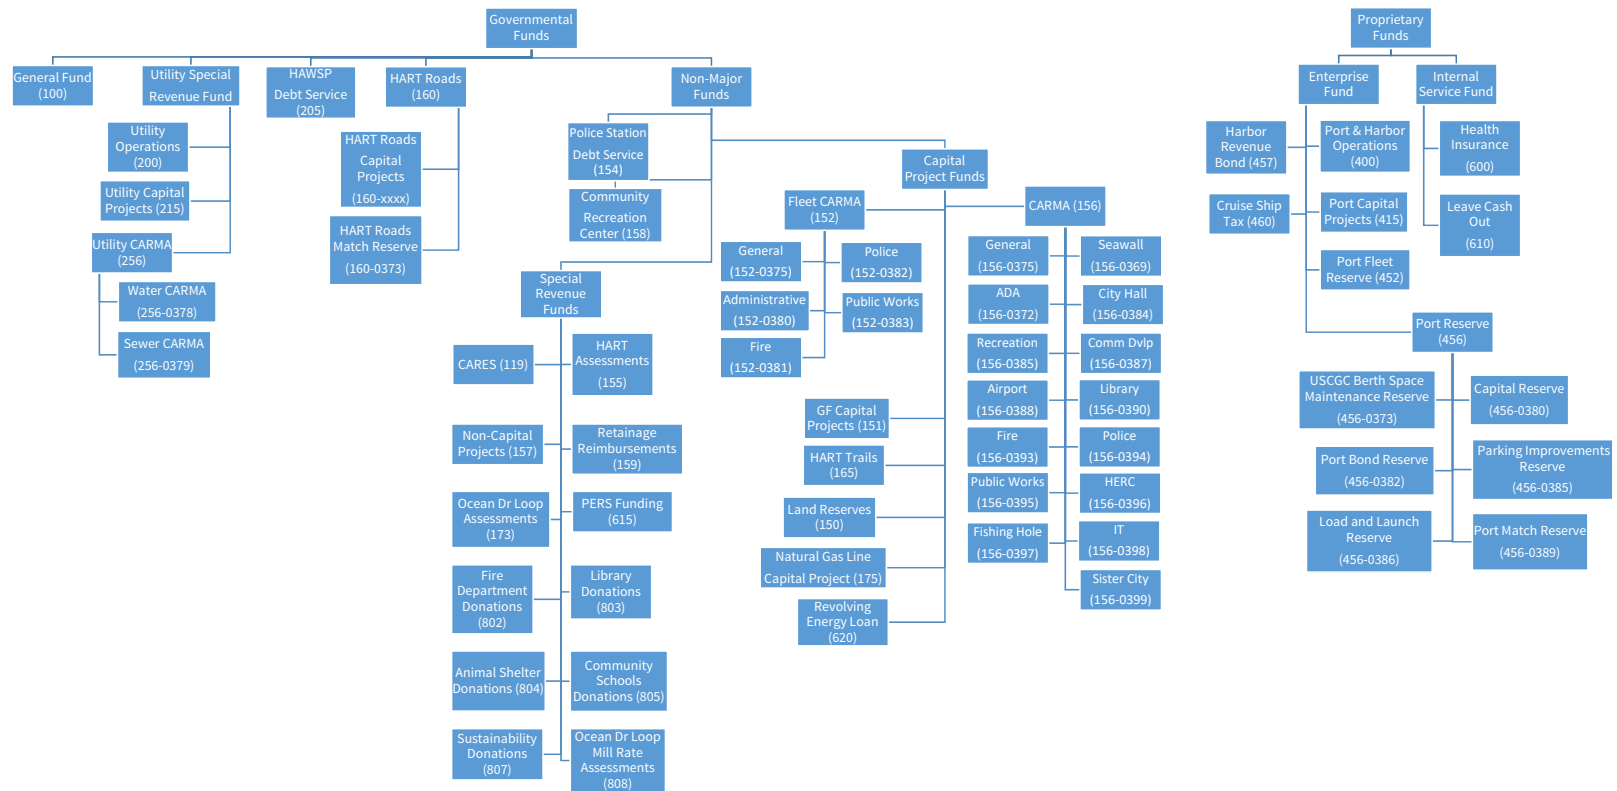 Governmental
Funds
General Fund
(100)
Utility Special
Revenue Fund
Utility
Operations
(200)
Utility Capital
Projects (215)
Utility CARMA
(256)
Water CARMA
(256-0378)
Sewer CARMA
(256-0379)
HAWSP
Debt Service
(205)
HART Roads
(160)
HART Roads
Capital
Projects
(160-xxxx)
HART Roads
Match Reserve
(160-0373)
Non-Major
Funds
Police Station
Debt Service
(154)
Community
Recreation
Center (158)
Special
Revenue
Funds
CARES (119)
HART
Assessments
(155)
Non-Capital
Projects (157)
Retainage
Reimbursements
(159)
Ocean Dr Loop
Assessments
(173)
PERS Funding
(615)
Fire
Department
Donations
(802)
Library
Donations
(803)
Animal Shelter
Donations (804)
Community
Schools
Donations (805)
Sustainability
Donations
(807)
Ocean Dr Loop
Mill Rate
Assessments
(808)
Capital
Project Funds
Fleet CARMA
(152)
General
(152-0375)
Police
(152-0382)
Administrative
(152-0380)
Public Works
(152-0383)
Fire
(152-0381)
GF Capital
Projects (151)
HART Trails
(165)
Land Reserves
(150)
Natural Gas Line
Capital Project (175)
Revolving
Energy Loan
(620)
CARMA (156)
General
(156-0375)
Seawall
(156-0369)
ADA
(156-0372)
City Hall
(156-0384)
Recreation
(156-0385)
Comm Dvlp
(156-0387)
Airport
(156-0388)
Library
(156-0390)
Fire
(156-0393)
Police
(156-0394)
Public Works
(156-0395)
HERC
(156-0396)
Fishing Hole
(156-0397)
IT
(156-0398)
Sister City
(156-0399)
Proprietary
Funds
Enterprise
Fund
Harbor
Revenue
Bond (457)
Port & Harbor
Operations
(400)
Cruise Ship
Tax (460)
Port Capital
Projects (415)
Port Fleet
Reserve (452)
Port Reserve
(456)
USCGC Berth Space
Maintenance Reserve
(456-0373)
Capital Reserve
(456-0380)
Port Bond Reserve
(456-0382)
Parking Improvements
Reserve
(456-0385)
Load and Launch
Reserve
(456-0386)
Port Match Reserve
(456-0389)
Internal
Service Fund
Health
Insurance
(600)
Leave Cash
Out
(610)